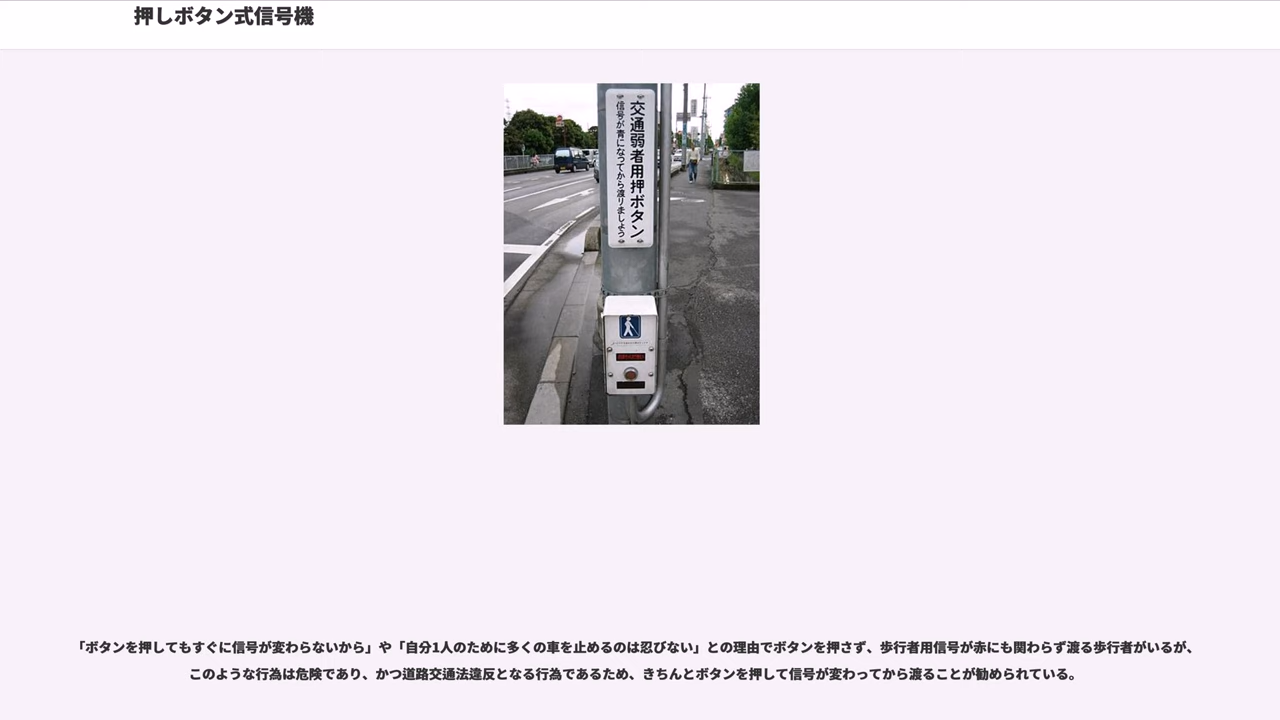 押しボタン式信号機
交通弱者用押ボタン
信号が青になってから渡りましょう
「ボタンを押してもすぐに信号が変わらないから」や「自分1人のために多くの車を止めるのは忍びない」との理由でボタンを押さず、歩行者用信号が赤にも関わらず渡る歩行者がいるが、
このような行為は危険であり、かつ道路交通法違反となる行為であるため、きちんとボタンを押して信号が変わってから渡ることが勧められている。